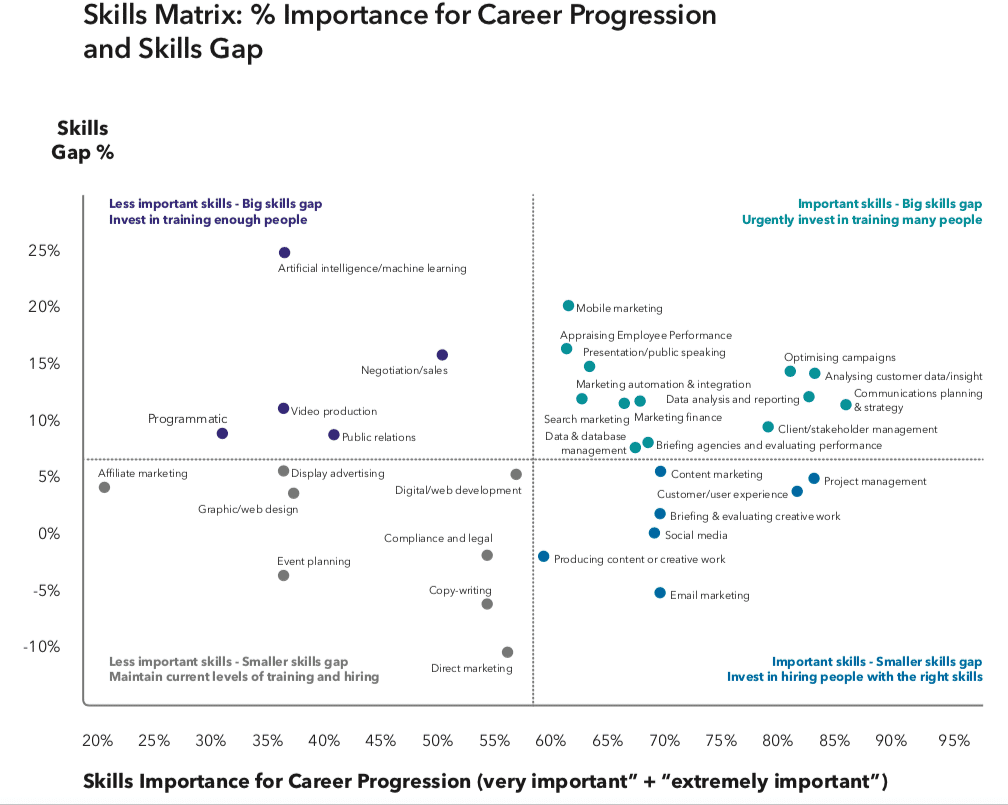 Skills Matrix: % Importance for Career Progression
and Skills Gap
Skills
Gap %
Less important skills - Big skills gap
Invest in training enough people
Important skills - Big skills gap
Urgently invest in training many people
25%
Artificial intelligence/machine learning
20%
Mobile marketing
Appraising Employee Performance
Presentation/public speaking
15%
Negotiation/sales
Optimising campaigns
Analysing customer data/insight
Marketing automation & integration
Data analysis and reporting
Communications planning
& strategy
Video production
Search marketing
Marketing finance
10%
Programmatic
Public relations
Client/stakeholder management
Data & database
management
Briefing agencies and evaluating performance
5%
Affiliate marketing
Display advertising
Digital/web development
Content marketing
Project management
Customer/user experience
Graphic/web design
Briefing & evaluating creative work
0%
Compliance and legal
Social media
Event planning
Producing content or creative work
-5%
Copy-writing
Email marketing
-10%
Less important skills - Smaller skills gap
Maintain current levels of training and hiring
Direct marketing
Important skills - Smaller skills gap
Invest in hiring people with the right skills
20% 25% 30% 35% 40% 45% 50% 55% 60% 65% 70% 75% 80% 85% 90% 95%
Skills Importance for Career Progression (very important” + “extremely important”)